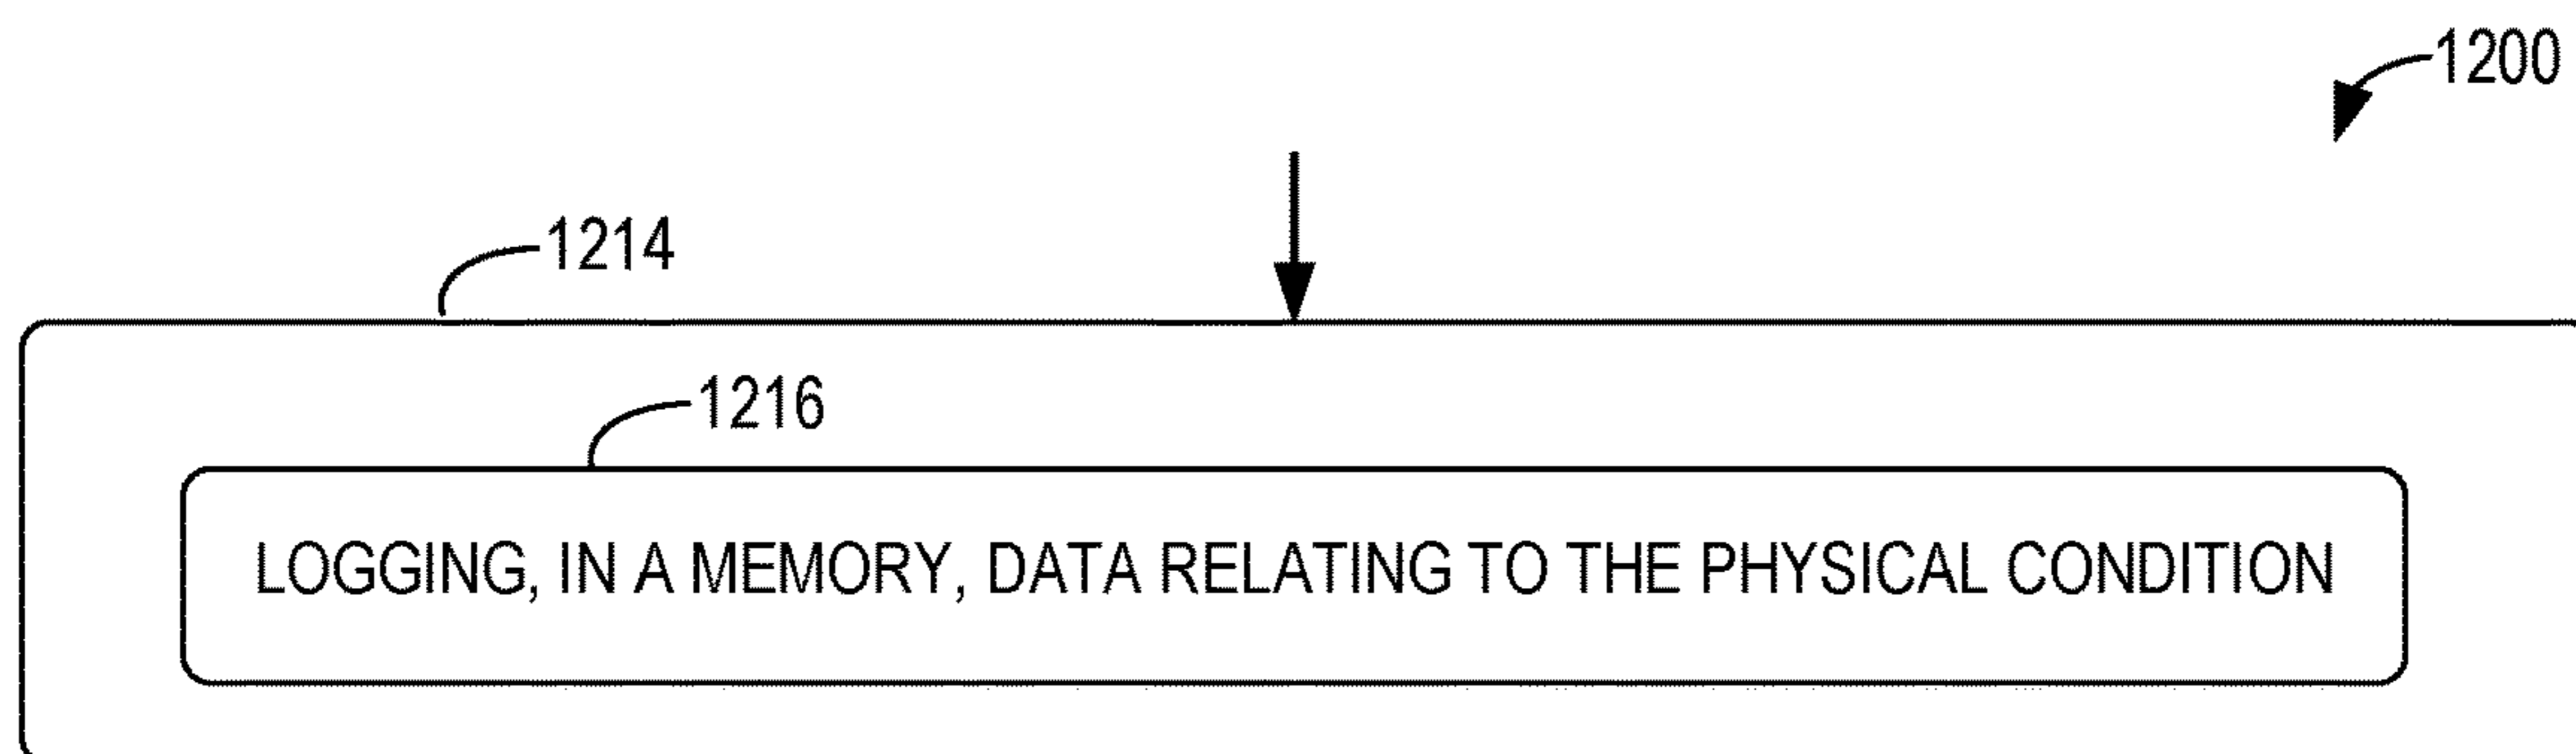 1200
1214
1216
LOGGING, IN A MEMORY, DATA RELATING TO THE PHYSICAL CONDITION